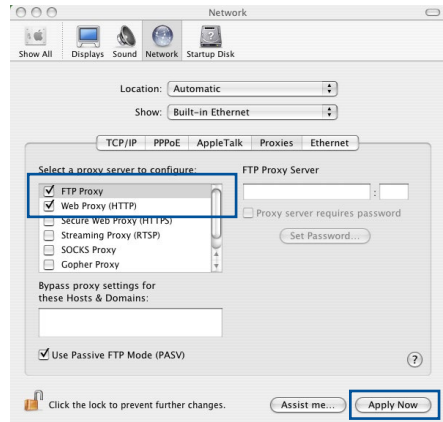 Network
Show All Displays Sound Network Startup Disk
Location: Automatic
Show: Built-in Ethernet
TCP/IP PPPoE AppleTalk Proxies Ethernet
Select a proxy server to configure: FTP Proxy Server
FTP Proxy
:
Web Proxy (HTTP)
Proxy server requires password
Secure Web Proxy (HTTPS)
Streaming Proxy (RTSP) Set Password...
SOCKS Proxy
Gopher Proxy
Bypass proxy settings for
these Hosts & Domains:
Use Passive FTP Mode (PASV) ?
Click the lock to prevent further changes. Assist me... Apply Now